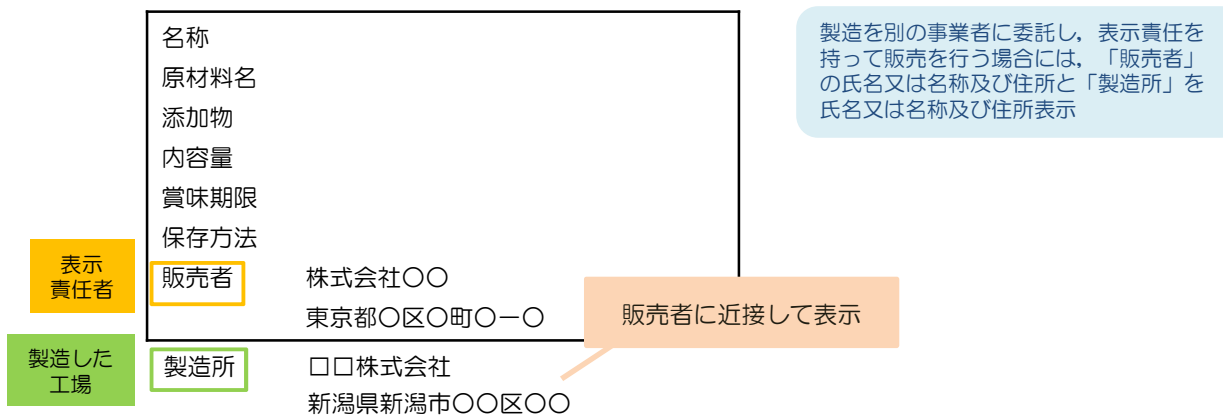 名称
原材料名
添加物
内容量
賞味期限
保存方法
表示
責任者
販売者 株式会社〇〇
東京都〇区〇町〇ー〇
製造した
工場
製造所 □□株式会社
新潟県新潟市〇〇区〇〇
販売者に近接して表示
製造を別の事業者に委託し，表示責任を
持って販売を行う場合には，「販売者」
の氏名又は名称及び住所と「製造所」を
氏名又は名称及び住所表示